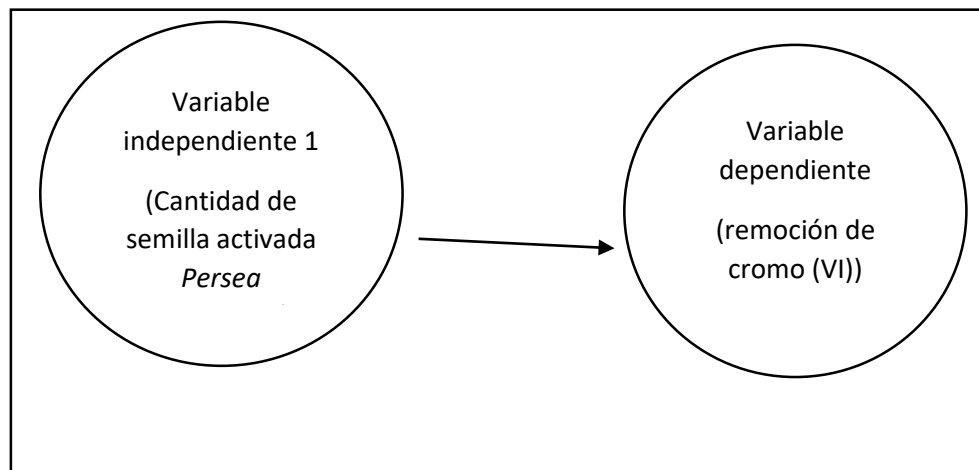 Variable
independiente 1
(Cantidad de
semilla activada
Persea
Variable
dependiente
(remoción de
cromo (VI))